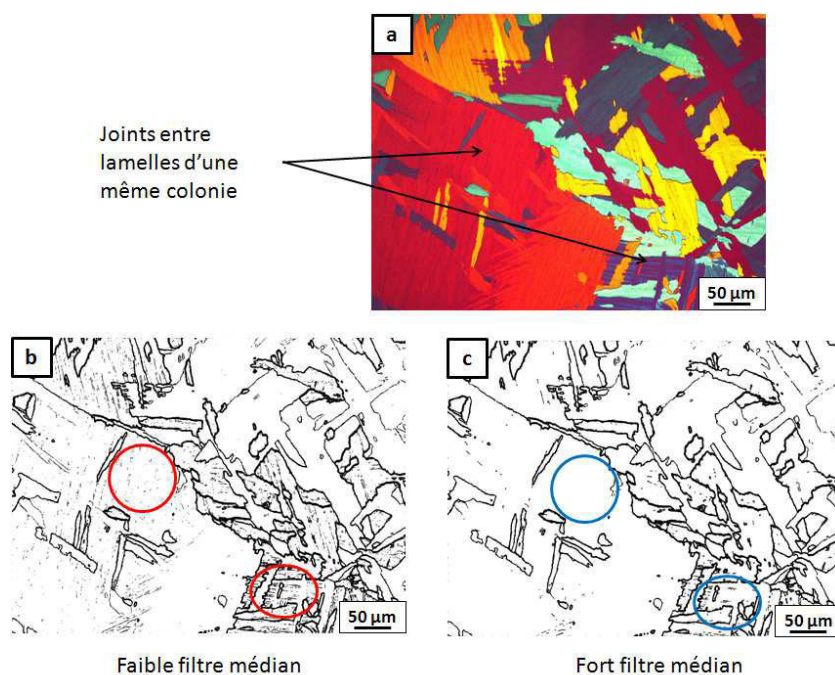 a
Joints entre
lamelles d'une
même colonie
50 µm
b
c
50 µm
50 µm
Faible filtre médian
Fort filtre médian